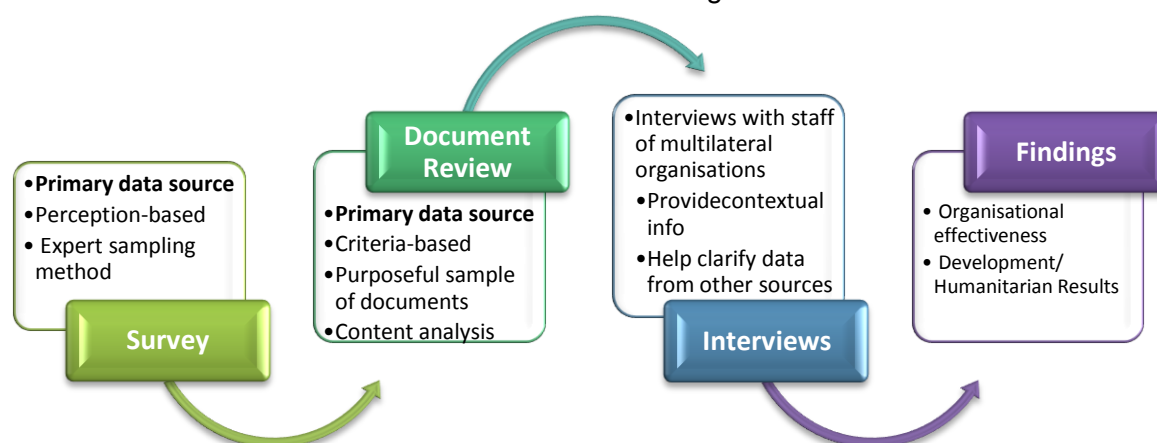 •Primary data source
•Perception-based
• Expert sampling
method
Survey
Document
Review
•Primary data source
•Criteria-based
•Purposeful sample
of documents
•Content analysis
•Interviews with staff
of multilateral
organisations
•Providecontextual
info
•Help clarify data
from other sources
Interviews
Findings
• Organisational
effectiveness
• Development/
Humanitarian Results